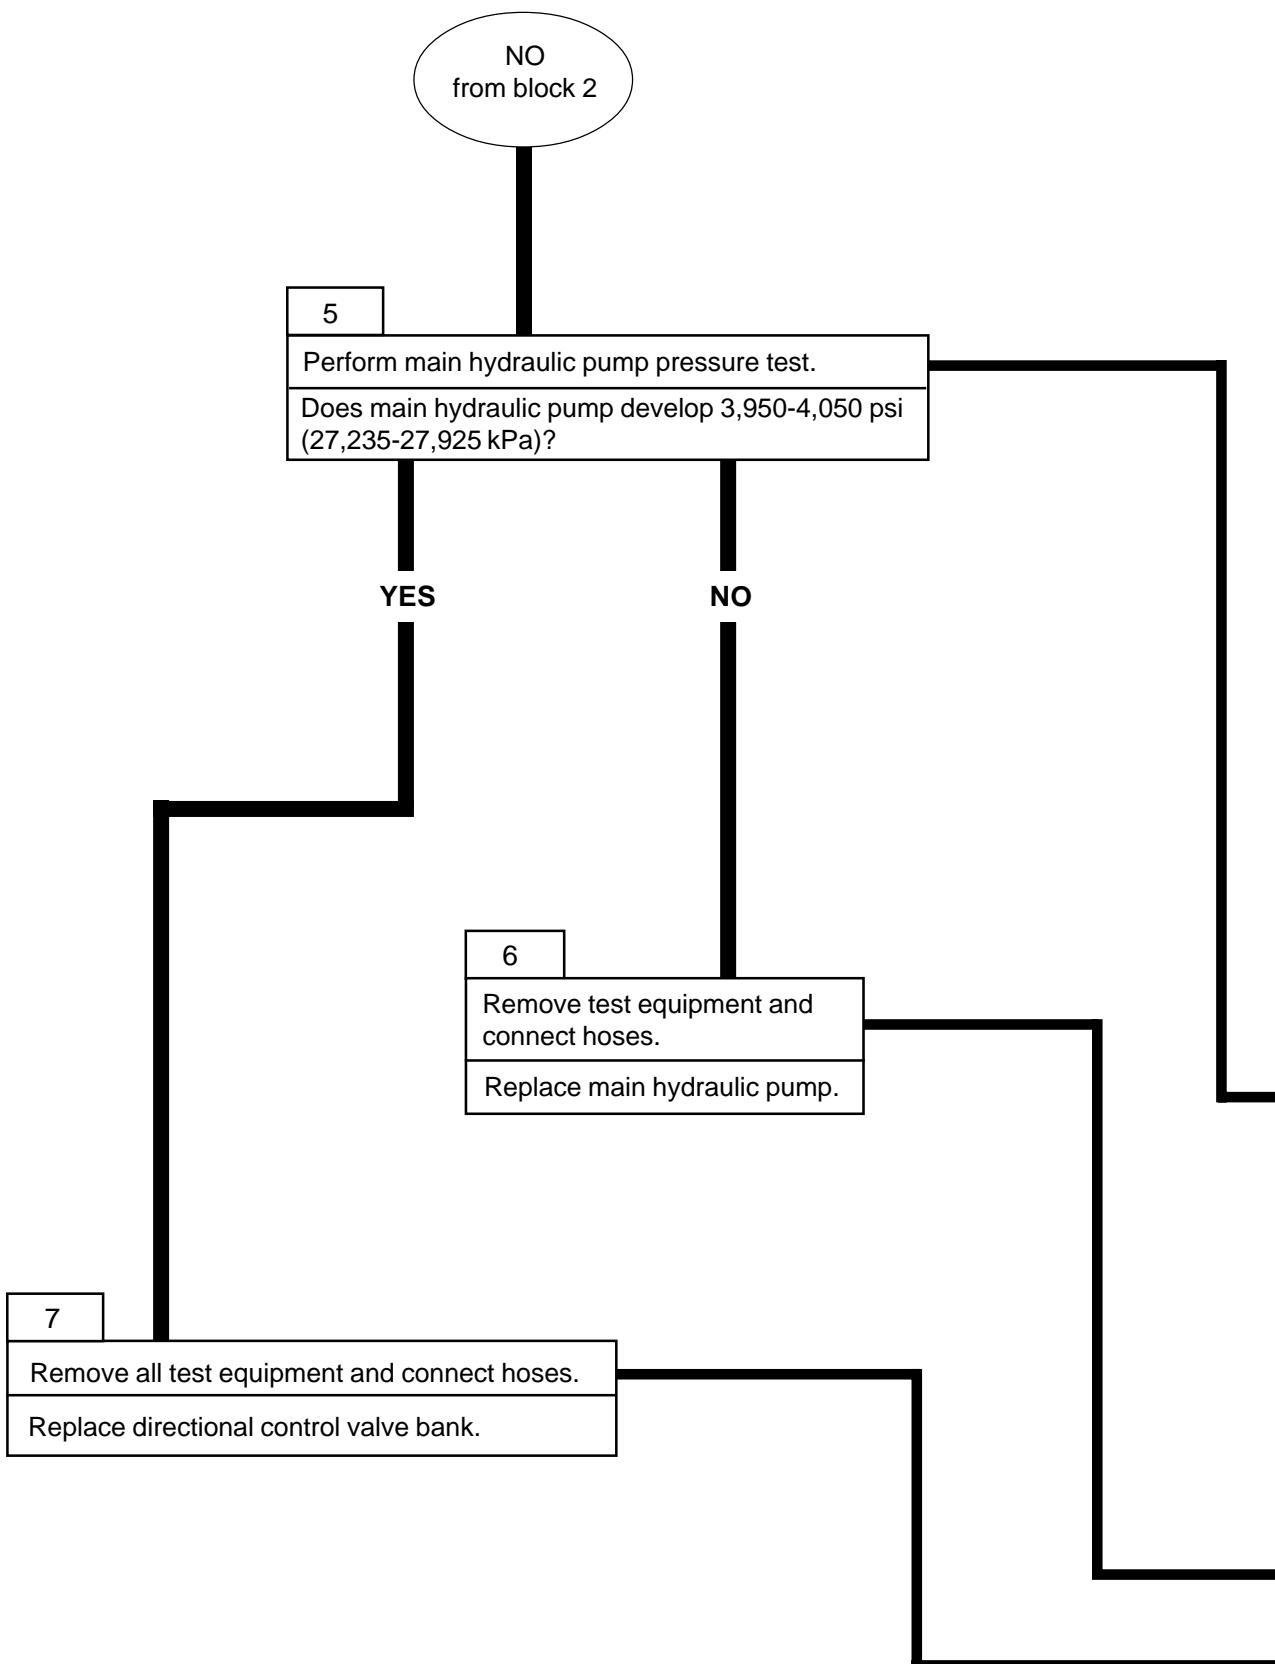 NO
from block 2
5
Perform main hydraulic pump pressure test.
Does main hydraulic pump develop 3,950-4,050 psi
(27,235-27,925 kPa)?
YES
NO
6
Remove test equipment and
connect hoses.
Replace main hydraulic pump.
7
Remove all test equipment and connect hoses.
Replace directional control valve bank.